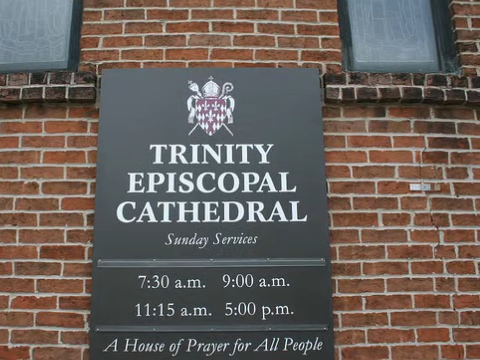 TRINITY
EPISCOPAL
CATHEDRAL
Sunday Services
7:30 a.m. 9:00 a.m.
11:15 a.m. 5:00 p.m.
A House of Prayer for All People